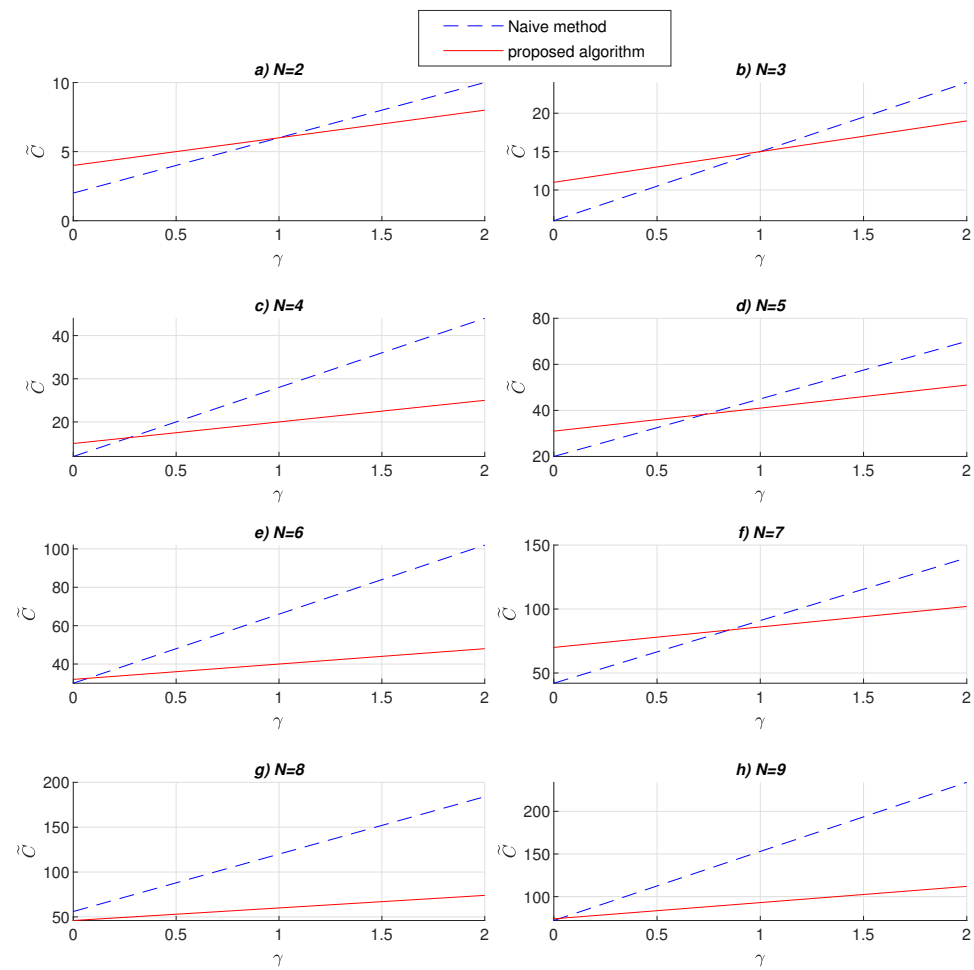 Naive method
proposed algorithm
a) N=2
10
5
0
C̃
0 0.5 1 1.5 2
γ
b) N=3
20
15
10
C̃
0 0.5 1 1.5 2
γ
c) N=4
40
30
20
C̃
0 0.5 1 1.5 2
γ
d) N=5
80
60
40
20
C̃
0 0.5 1 1.5 2
γ
e) N=6
100
80
60
40
C̃
0 0.5 1 1.5 2
γ
f) N=7
150
100
50
C̃
0 0.5 1 1.5 2
γ
g) N=8
200
150
100
50
C̃
0 0.5 1 1.5 2
γ
h) N=9
200
150
100
C̃
0 0.5 1 1.5 2
γ